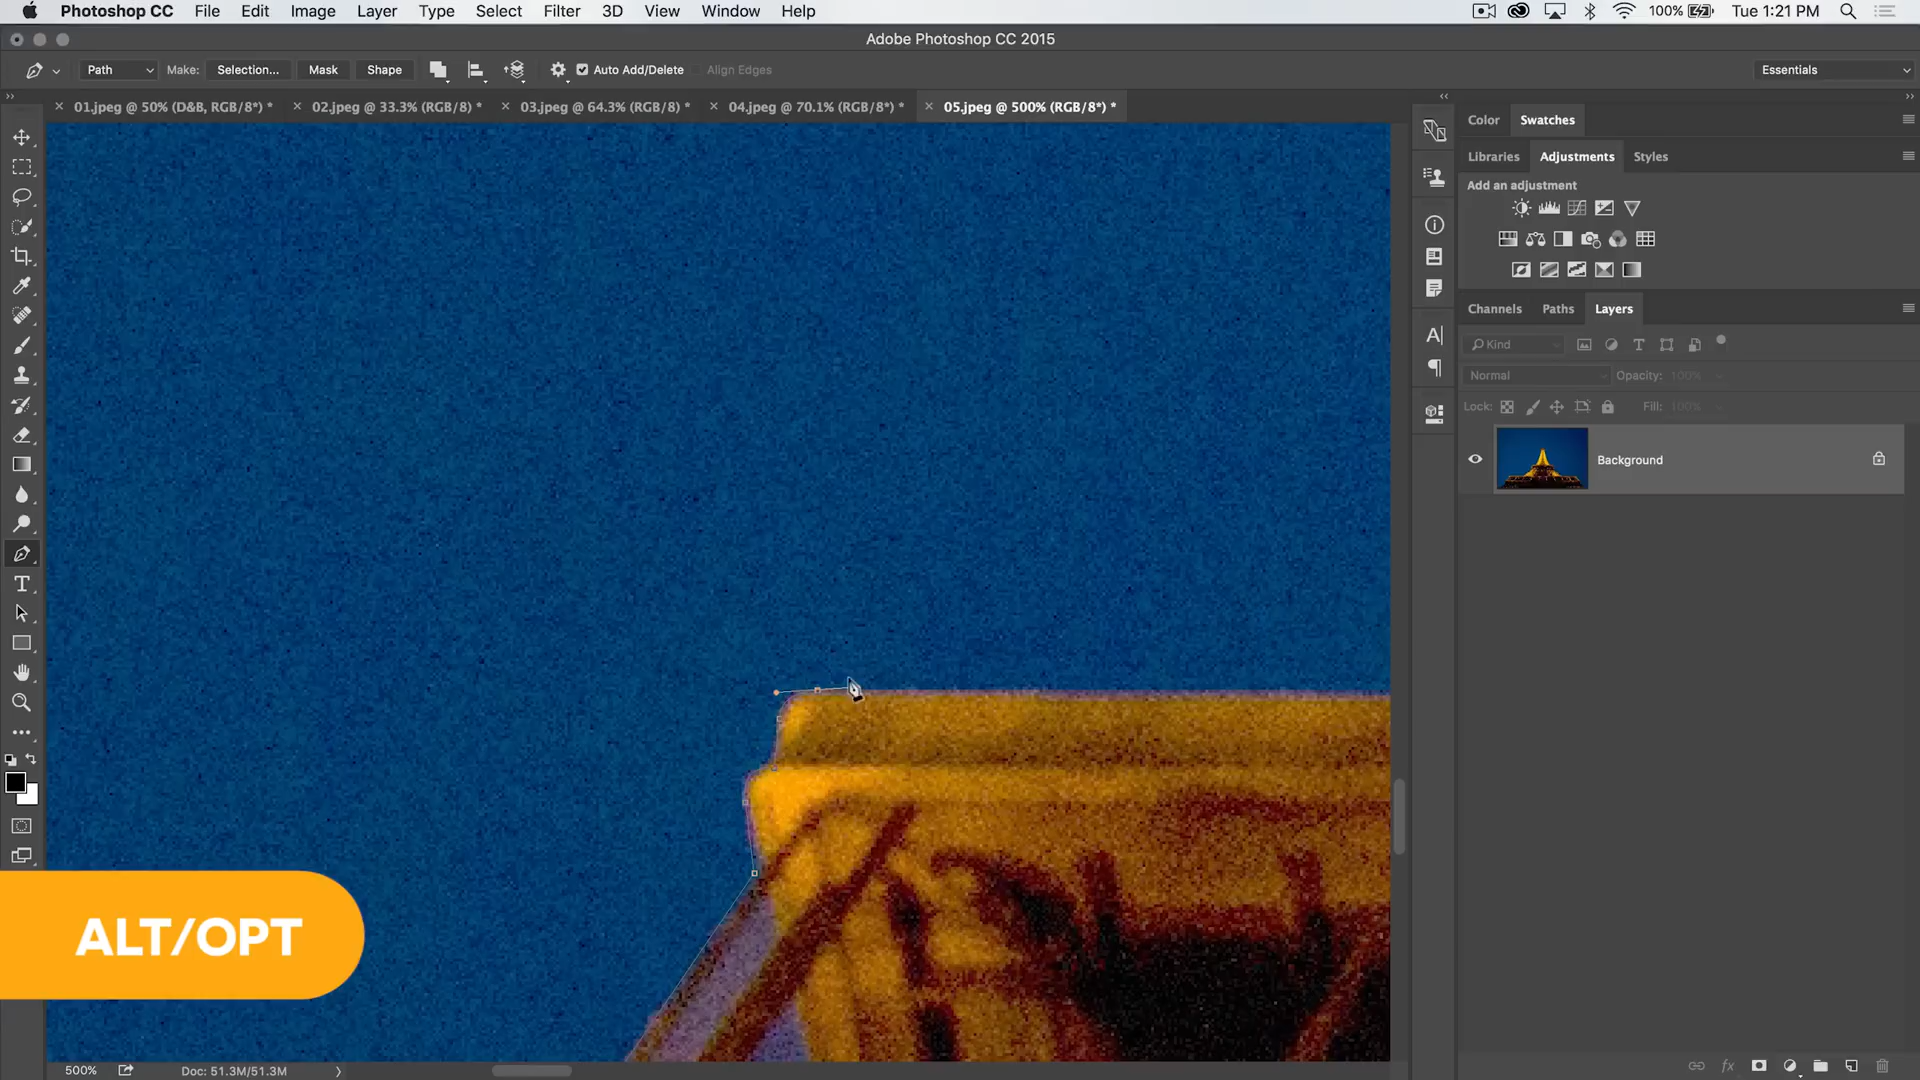 Photoshop CC File Edit Image Layer Type Select Filter 3D View Window Help 100% Tue 1:21 PM
Adobe Photoshop CC 2015
Path Make: Selection... Mask Shape Auto Add/Delete Align Edges Essentials
01.jpeg @ 50% (D&B, RGB/8*) * 02.jpeg @ 33.3% (RGB/8) * 03.jpeg @ 64.3% (RGB/8) * 04.jpeg @ 70.1% (RGB/8*) * 05.jpeg @ 500% (RGB/8*) *
Color Swatches
Libraries Adjustments Styles
Add an adjustment
Channels Paths Layers
Kind
Normal Opacity: 100%
Lock: Fill: 100%
Background
ALT/OPT
500% Doc: 51.3M/51.3M